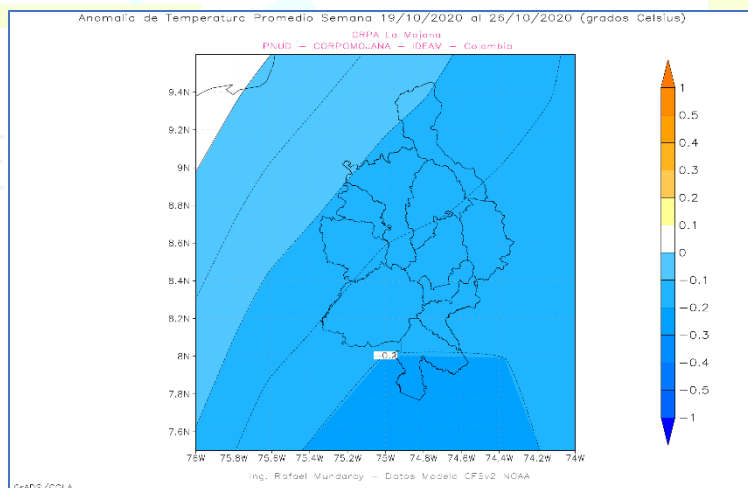 Anomalía de Temperatura Promedio Semana 19/10/2020 al 26/10/2020 (grados Celsius)
CRPA La Mojana
PNUD – CORPOMOJANA – IDEAM – Colombia
9.4N
9.2N
9N
8.8N
8.6N
8.4N
8.2N
8N
7.8N
7.6N
-0.2
76W 75.8W 75.6W 75.4W 75.2W 75W 74.8W 74.6W 74.4W 74.2W 74W
1
0.5
0.4
0.3
0.2
0.1
0
-0.1
-0.2
-0.3
-0.4
-0.5
-1
Ing. Rafael Mundaray – Datos Modelo CFSv2 NOAA
GrADS/COLA